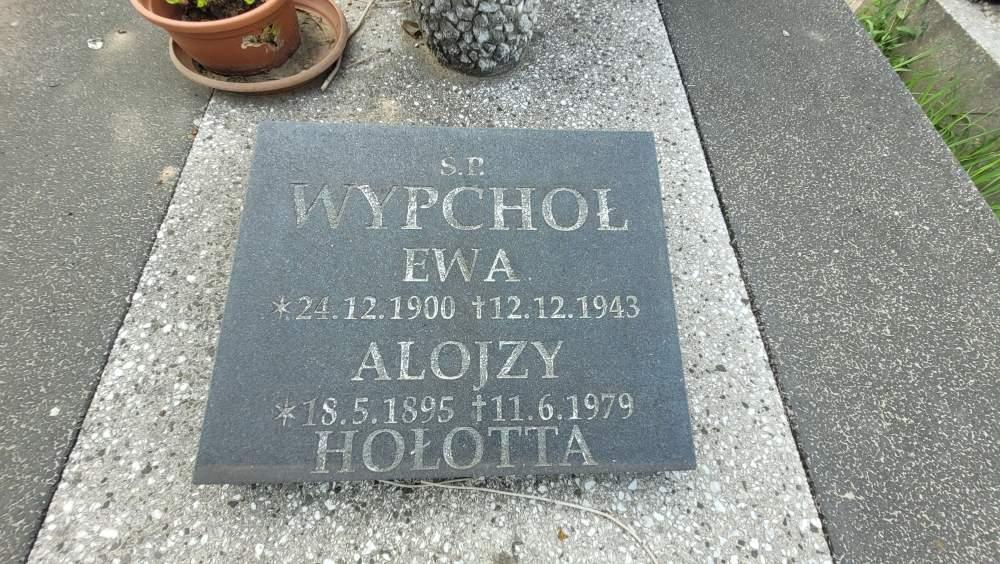 S.P.
WYPCHOŁ
EWA
*24.12.1900 †12.12.1943
ALOJZY
*18.5.1895 †11.6.1979
HOŁOTTA